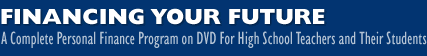 FINANCING YOUR FUTURE
A Complete Personal Finance Program on DVD For High School Teachers and Their Students